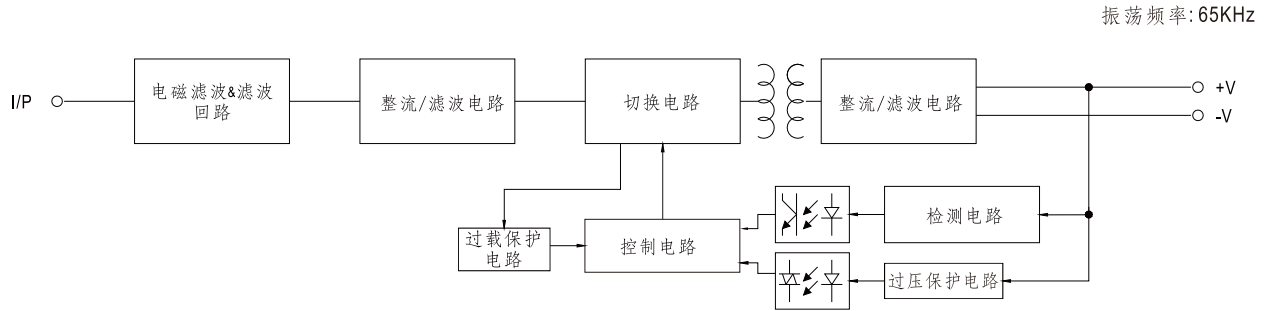 振荡频率: 65KHz
I/P
电磁滤波&滤波
回路
整流/滤波电路
切换电路
整流/滤波电路
+V
-V
过载保护
电路
控制电路
检测电路
过压保护电路